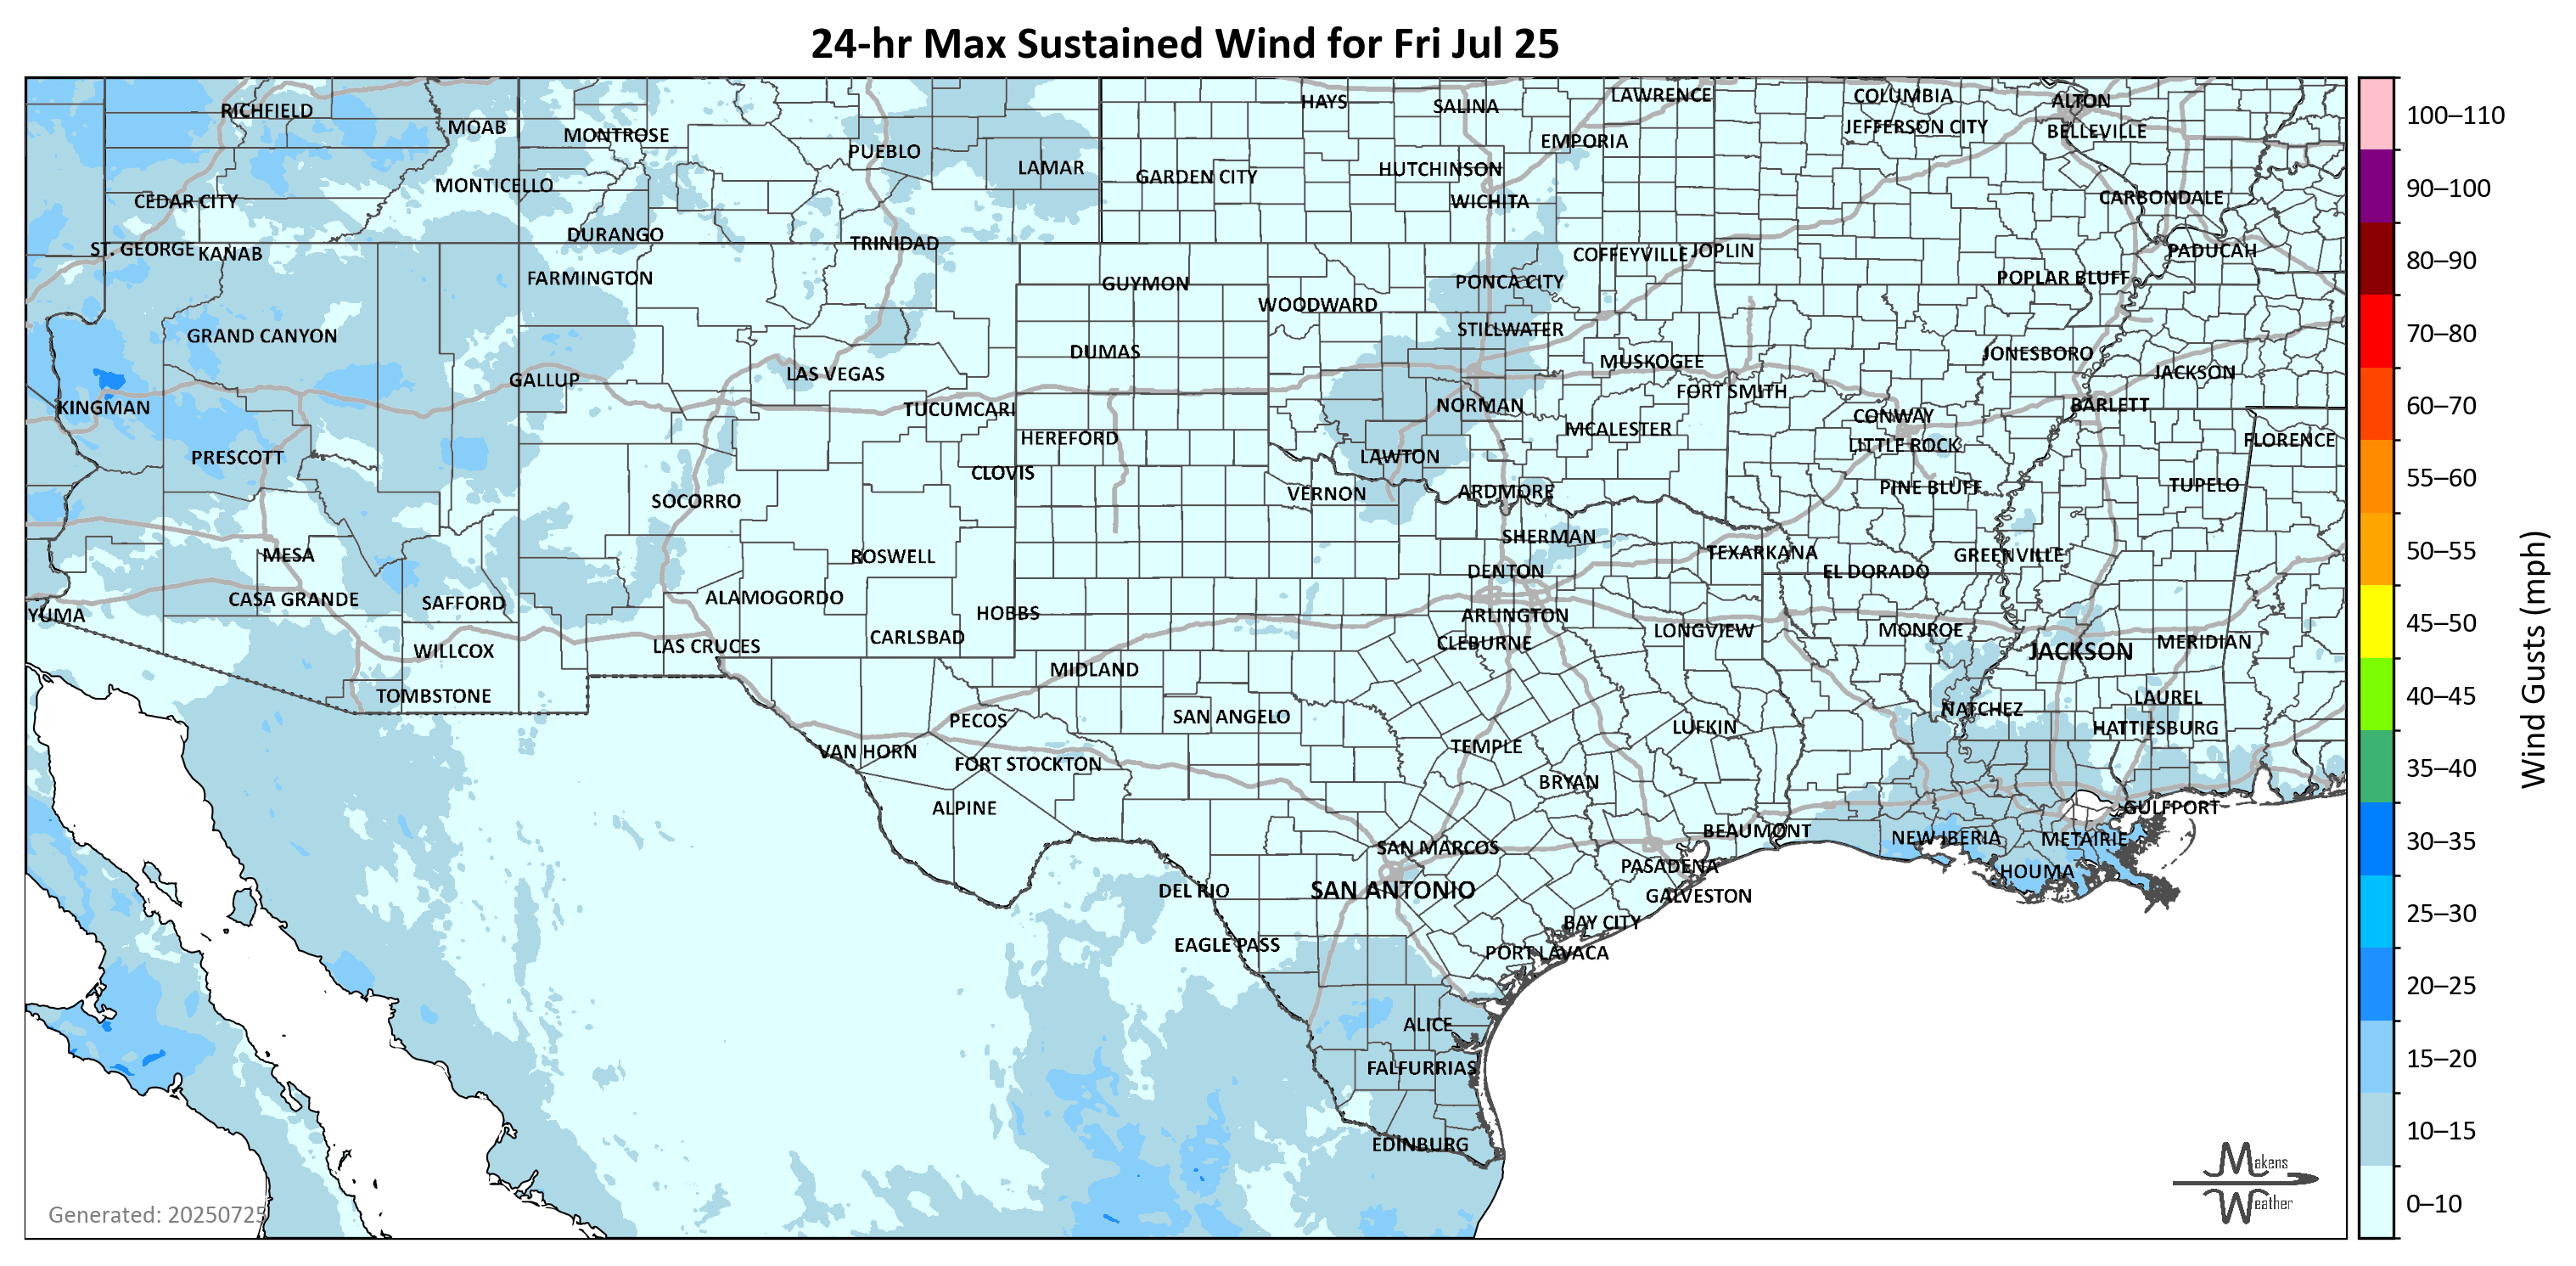 24-hr Max Sustained Wind for Fri Jul 25
RICHFIELD
MOAB
MONTROSE
PUEBLO
LAMAR
HAYS
SALINA
LAWRENCE
EMPORIA
COLUMBIA
JEFFERSON CITY
ALTON
BELLEVILLE
CEDAR CITY
MONTICELLO
GARDEN CITY
HUTCHINSON
WICHITA
CARBONDALE
ST. GEORGE
KANAB
DURANGO
TRINIDAD
COFFEYVILLE
JOPLIN
PADUCAH
FARMINGTON
GUYMON
WOODWARD
PONCA CITY
POPLAR BLUFF
GRAND CANYON
STILLWATER
DUMAS
MUSKOGEE
JONESBORO
GALLUP
LAS VEGAS
JACKSON
KINGMAN
TUCUMCARI
NORMAN
FORT SMITH
CONWAY
BARLETT
PRESCOTT
HEREFORD
MCALESTER
LITTLE ROCK
FLORENCE
CLOVIS
LAWTON
SOCORRO
VERNON
ARDMORE
PINE BLUFF
TUPELO
MESA
ROSWELL
SHERMAN
TEXARKANA
GREENVILLE
DENTON
EL DORADO
YUMA
CASA GRANDE
SAFFORD
ALAMOGORDO
HOBBS
ARLINGTON
WILLCOX
LAS CRUCES
CARLSBAD
CLEBURNE
LONGVIEW
MONROE
JACKSON
MERIDIAN
TOMBSTONE
MIDLAND
PECOS
SAN ANGELO
LUFKIN
NATCHEZ
LAUREL
HATTIESBURG
VAN HORN
FORT STOCKTON
TEMPLE
BRYAN
ALPINE
BEAUMONT
NEW IBERIA
METAIRIE
GULFPORT
SAN MARCOS
PASADENA
HOUMA
DEL RIO
SAN ANTONIO
GALVESTON
BAY CITY
EAGLE PASS
PORT LAVACA
ALICE
FALFURRIAS
EDINBURG
Generated: 20250725
Makens
Weather
100–110
90–100
80–90
70–80
60–70
55–60
50–55
45–50
40–45
35–40
30–35
25–30
20–25
15–20
10–15
0–10
Wind Gusts (mph)